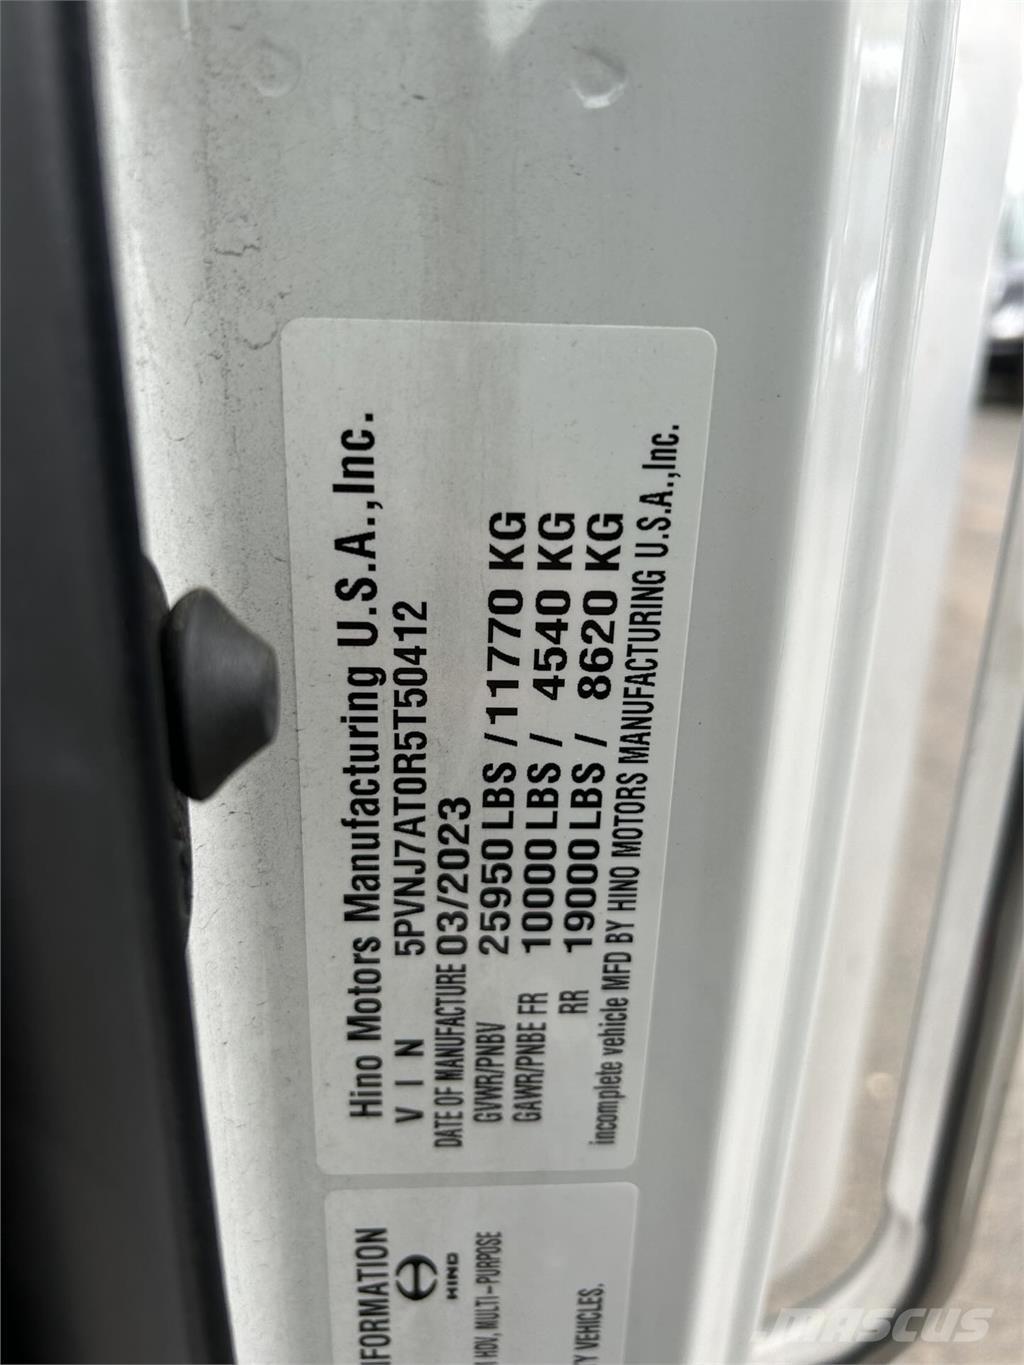 Hino Motors Manufacturing U.S.A.,Inc.
VIN 5PVNJ7AT0R5T50412
DATE OF MANUFACTURE 03/2023
GVWR/PNBV 25950 LBS / 11770 KG
GAWR/PNBE FR 10000 LBS / 4540 KG
RR 19000 LBS / 8620 KG
incomplete vehicle MFD BY HINO MOTORS MANUFACTURING U.S.A.,Inc.
FORMATION
HINO
HDV, MULTI-PURPOSE
Y VEHICLES.
MASCUS